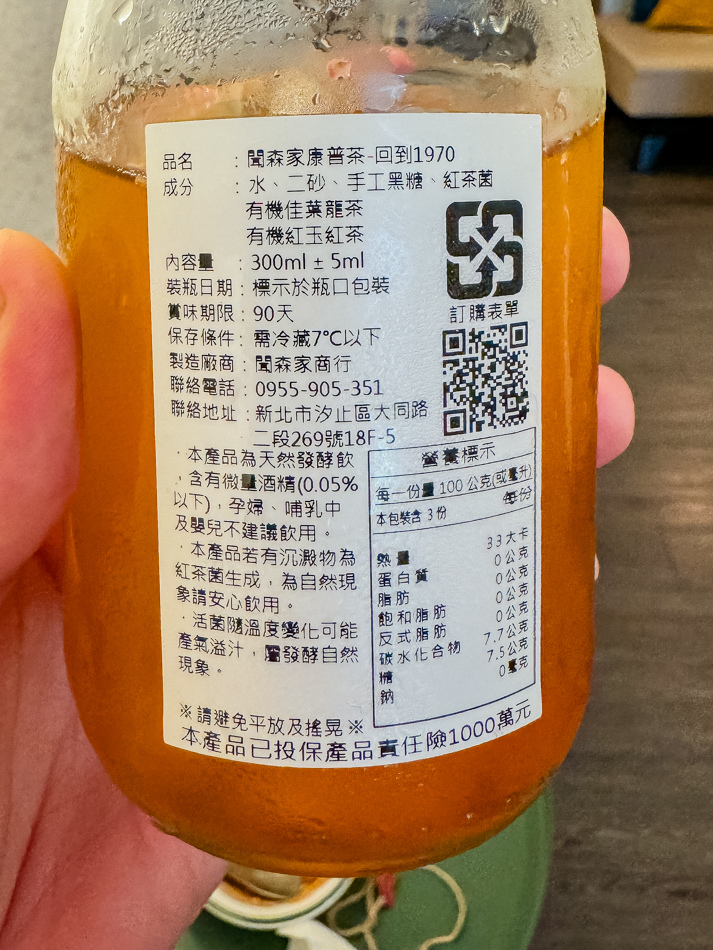 品名　：聞森家康普茶-回到1970
成分　：水、二砂、手工黑糖、紅茶菌
有機佳葉龍茶
有機紅玉紅茶
內容量　：300ml ± 5ml
裝瓶日期：標示於瓶口包裝
賞味期限：90天
保存條件：需冷藏7℃以下
製造廠商：聞森家商行
聯絡電話：0955-905-351
聯絡地址：新北市汐止區大同路
二段269號18F-5
訂購表單
·本產品為天然發酵飲
,含有微量酒精(0.05%
以下)，孕婦、哺乳中
及嬰兒不建議飲用。
·本產品若有沉澱物為
紅茶菌生成，為自然現
象請安心飲用。
·活菌隨溫度變化可能
產氣溢汁，屬發酵自然
現象。
營養標示
每一份量 100 公克(或毫升)
本包裝含 3 份　每份
熱量　33大卡
蛋白質　0公克
脂肪　0公克
飽和脂肪　0公克
反式脂肪　0公克
碳水化合物　7.7公克
糖　7.5公克
鈉　0毫克
※請避免平放及搖晃※
本產品已投保產品責任險1000萬元